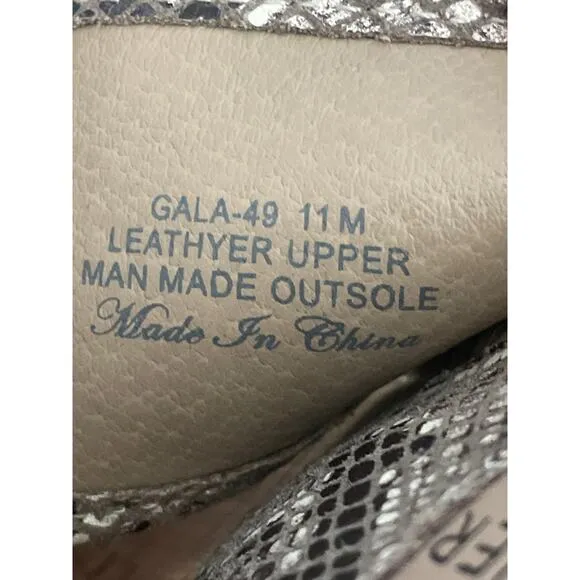 GALA-49 11 M
LEATHYER UPPER
MAN MADE OUTSOLE
Made In China